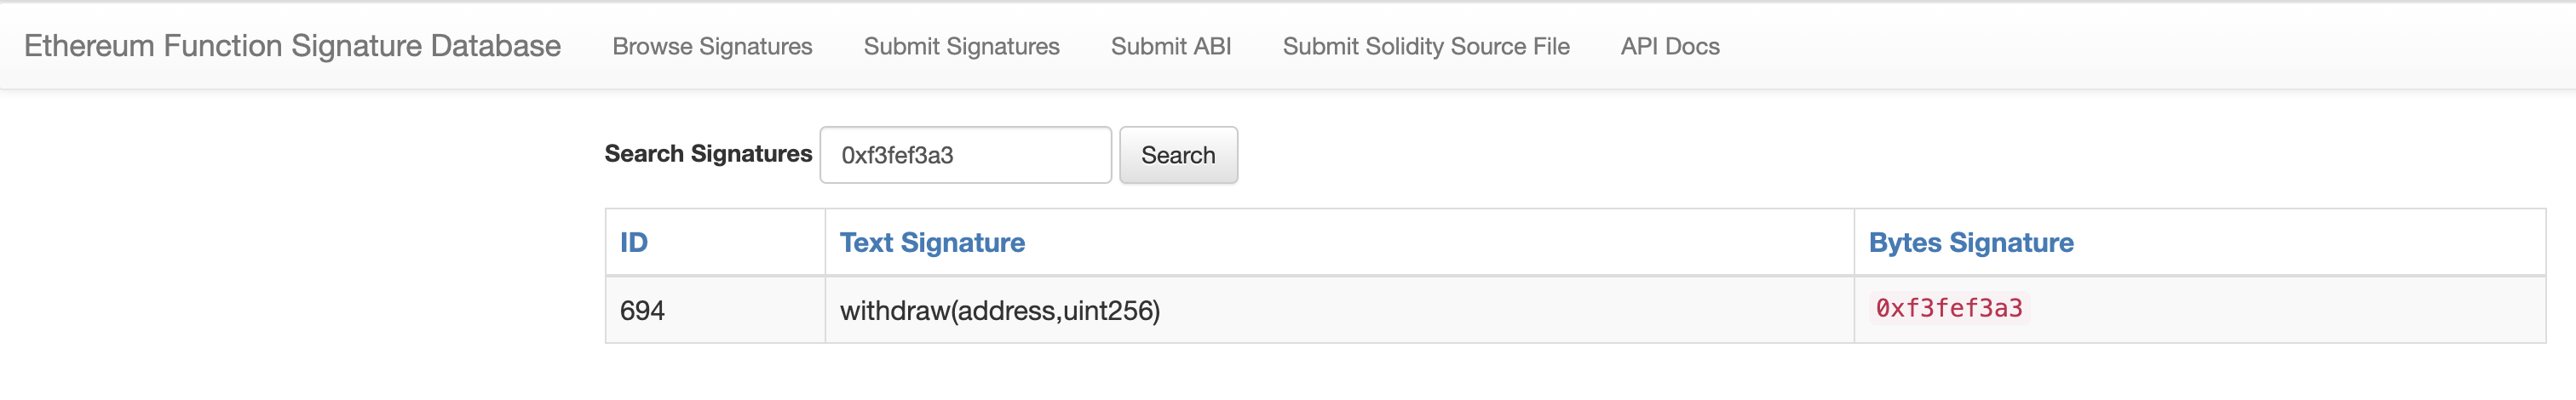 Ethereum Function Signature Database Browse Signatures Submit Signatures Submit ABI Submit Solidity Source File API Docs
Search Signatures 0xf3fef3a3 Search
ID Text Signature Bytes Signature
694 withdraw(address,uint256) 0xf3fef3a3